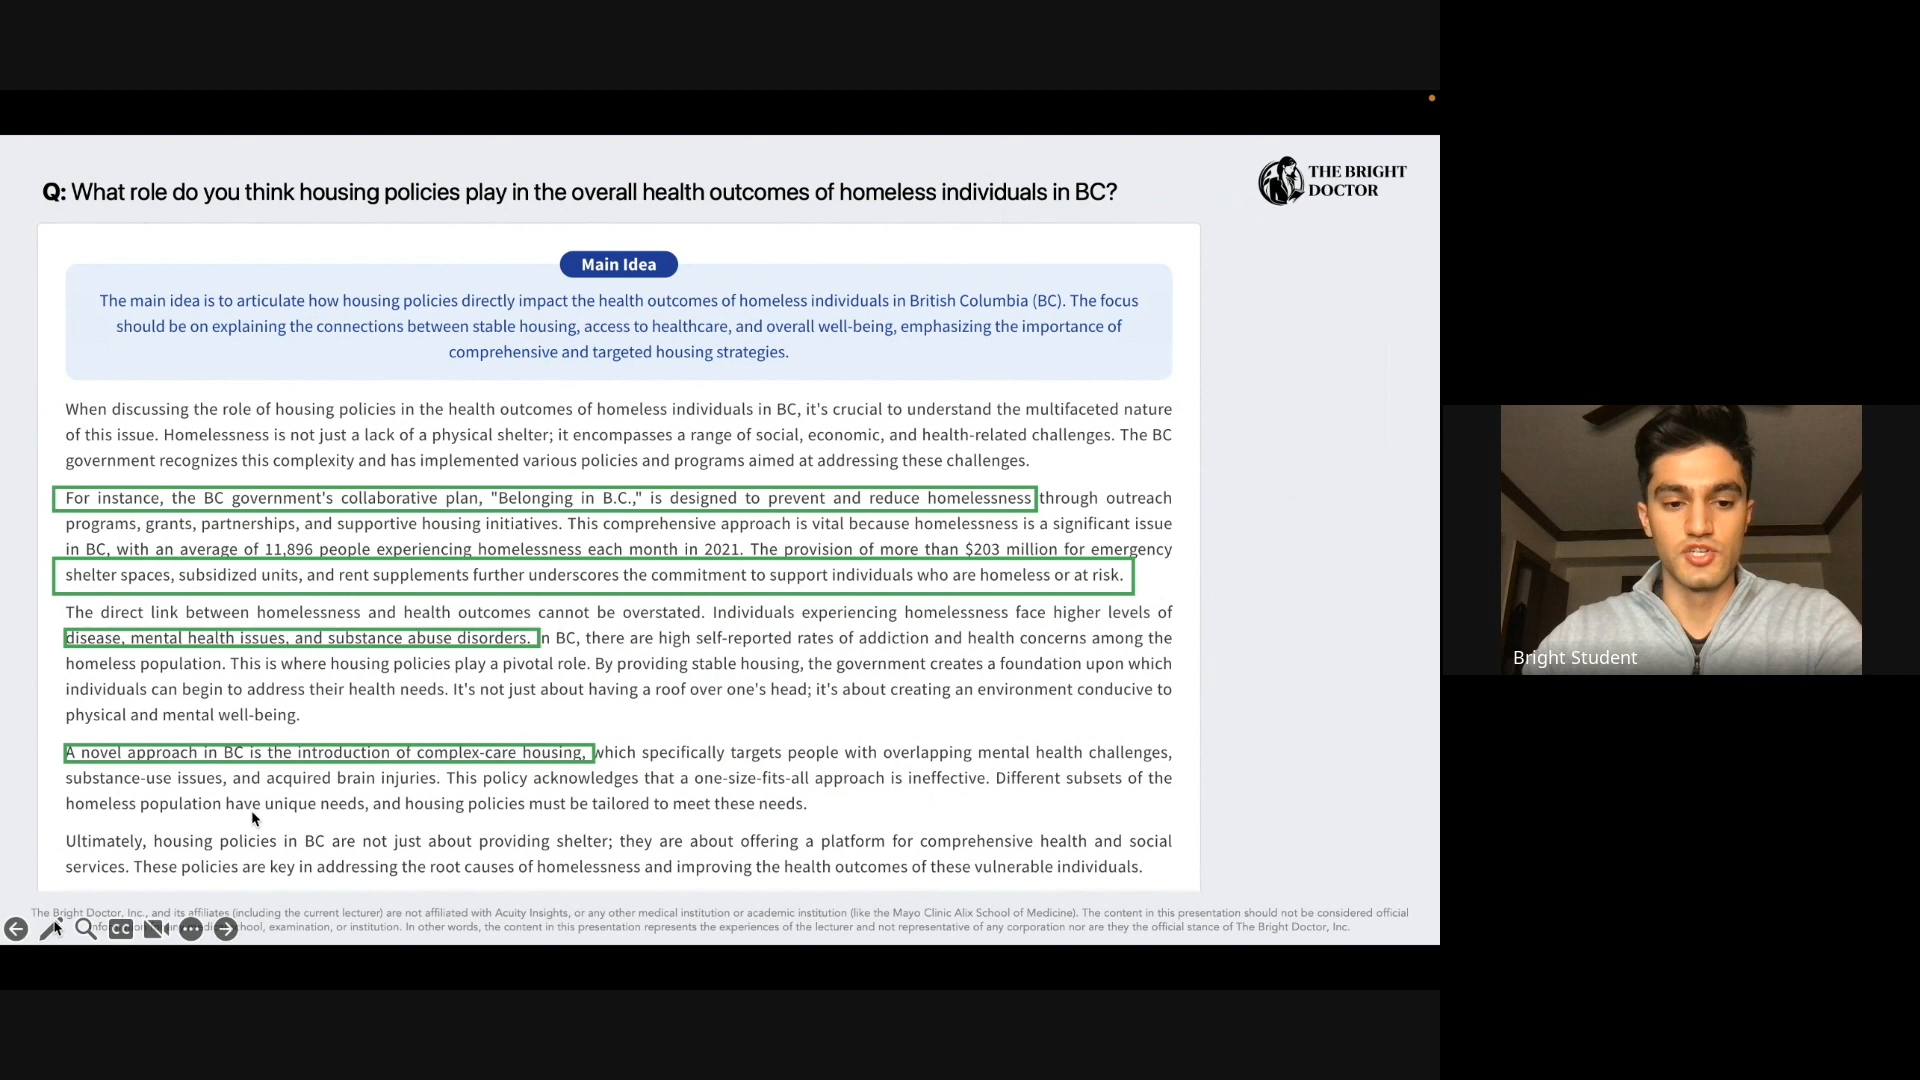 Q: What role do you think housing policies play in the overall health outcomes of homeless individuals in BC?
THE BRIGHT
DOCTOR
Main Idea
The main idea is to articulate how housing policies directly impact the health outcomes of homeless individuals in British Columbia (BC). The focus
should be on explaining the connections between stable housing, access to healthcare, and overall well-being, emphasizing the importance of
comprehensive and targeted housing strategies.
When discussing the role of housing policies in the health outcomes of homeless individuals in BC, it's crucial to understand the multifaceted nature
of this issue. Homelessness is not just a lack of a physical shelter; it encompasses a range of social, economic, and health-related challenges. The BC
government recognizes this complexity and has implemented various policies and programs aimed at addressing these challenges.
For instance, the BC government's collaborative plan, "Belonging in B.C.," is designed to prevent and reduce homelessness through outreach
programs, grants, partnerships, and supportive housing initiatives. This comprehensive approach is vital because homelessness is a significant issue
in BC, with an average of 11,896 people experiencing homelessness each month in 2021. The provision of more than $203 million for emergency
shelter spaces, subsidized units, and rent supplements further underscores the commitment to support individuals who are homeless or at risk.
The direct link between homelessness and health outcomes cannot be overstated. Individuals experiencing homelessness face higher levels of
disease, mental health issues, and substance abuse disorders. In BC, there are high self-reported rates of addiction and health concerns among the
homeless population. This is where housing policies play a pivotal role. By providing stable housing, the government creates a foundation upon which
individuals can begin to address their health needs. It's not just about having a roof over one's head; it's about creating an environment conducive to
physical and mental well-being.
A novel approach in BC is the introduction of complex-care housing, which specifically targets people with overlapping mental health challenges,
substance-use issues, and acquired brain injuries. This policy acknowledges that a one-size-fits-all approach is ineffective. Different subsets of the
homeless population have unique needs, and housing policies must be tailored to meet these needs.
Ultimately, housing policies in BC are not just about providing shelter; they are about offering a platform for comprehensive health and social
services. These policies are key in addressing the root causes of homelessness and improving the health outcomes of these vulnerable individuals.
The Bright Doctor, Inc., and its affiliates (including the current lecturer) are not affiliated with Acuity Insights, or any other medical institution or academic institution (like the Mayo Clinic Alix School of Medicine). The content in this presentation should not be considered official
school, examination, or institution. In other words, the content in this presentation represents the experiences of the lecturer and not representative of any corporation nor are they the official stance of The Bright Doctor, Inc.
CC
Bright Student